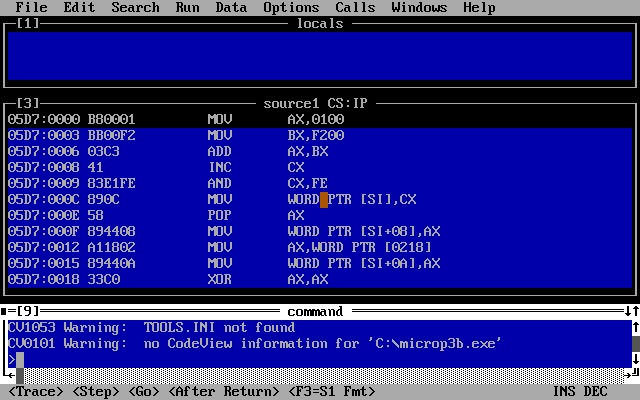 File Edit Search Run Data Options Calls Windows Help
[1] locals
[3] source1 CS:IP
05D7:0000 B80001 MOV AX,0100
05D7:0003 BB00F2 MOV BX,F200
05D7:0006 03C3 ADD AX,BX
05D7:0008 41 INC CX
05D7:0009 83E1FE AND CX,FE
05D7:000C 890C MOV WORD PTR [SI],CX
05D7:000E 58 POP AX
05D7:000F 894408 MOV WORD PTR [SI+08],AX
05D7:0012 A11802 MOV AX,WORD PTR [0218]
05D7:0015 89440A MOV WORD PTR [SI+0A],AX
05D7:0018 33C0 XOR AX,AX
[9] command
CV1053 Warning: TOOLS.INI not found
CV0101 Warning: no CodeView information for 'C:\microp3b.exe'
>
<Trace> <Step> <Go> <After Return> <F3=S1 Fmt> INS DEC